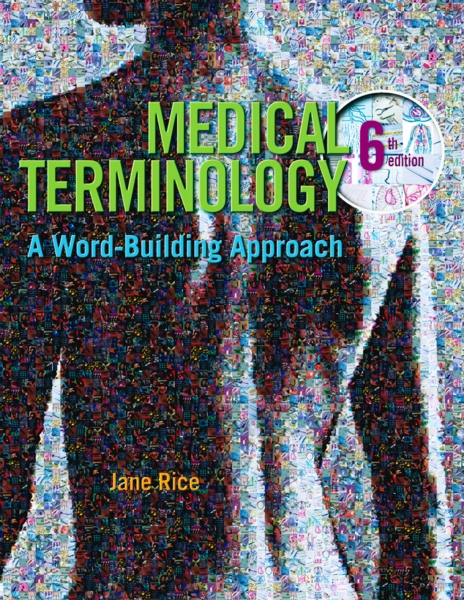 MEDICAL
TERMINOLOGY
6th
edition
A Word-Building Approach
Jane Rice